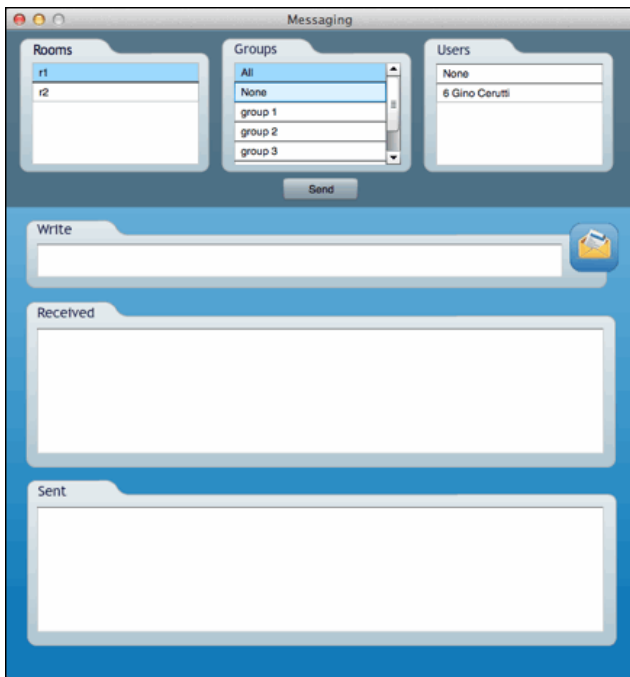 Messaging
Rooms
r1
r2
Groups
All
None
group 1
group 2
group 3
Users
None
6 Gino Cerutti
Send
Write
Received
Sent